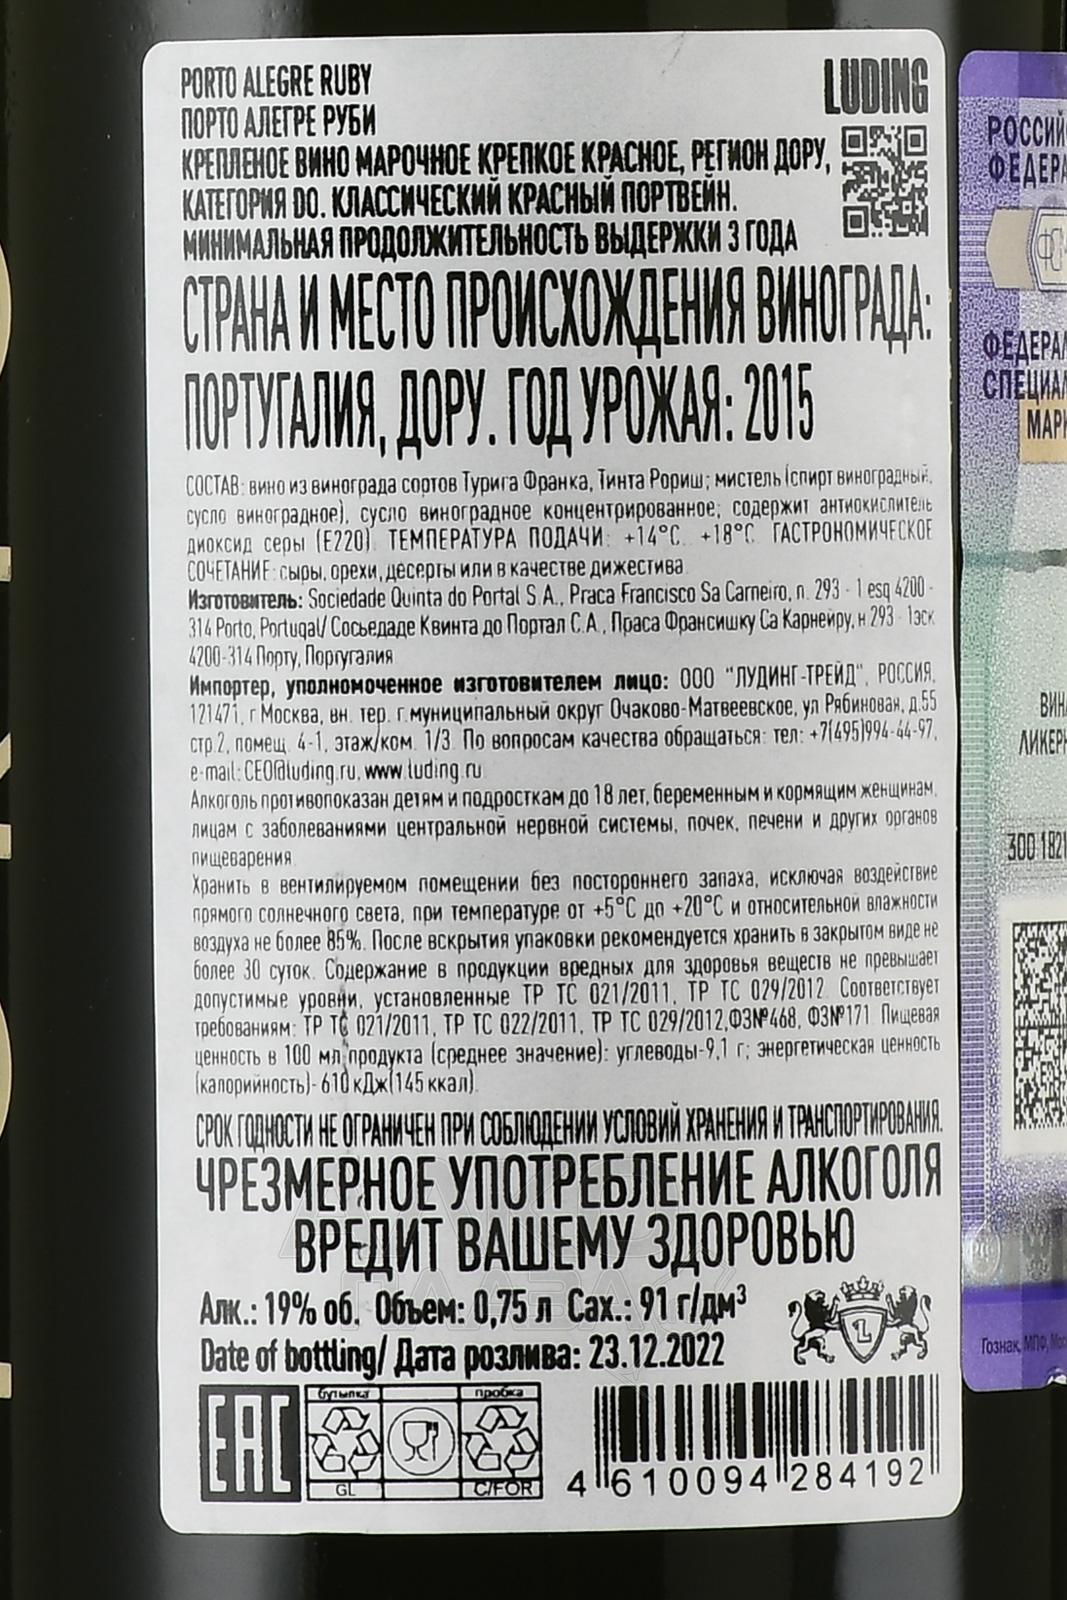 PORTO ALEGRE RUBY
LUDING
ПОРТО АЛЕГРЕ РУБИ
КРЕПЛЕНОЕ ВИНО МАРОЧНОЕ КРЕПКОЕ КРАСНОЕ, РЕГИОН ДОРУ,
КАТЕГОРИЯ DO. КЛАССИЧЕСКИЙ КРАСНЫЙ ПОРТВЕЙН.
МИНИМАЛЬНАЯ ПРОДОЛЖИТЕЛЬНОСТЬ ВЫДЕРЖКИ 3 ГОДА
СТРАНА И МЕСТО ПРОИСХОЖДЕНИЯ ВИНОГРАДА:
ПОРТУГАЛИЯ, ДОРУ. ГОД УРОЖАЯ: 2015
СОСТАВ: вино из винограда сортов Турига Франка, Тинта Рориш; мистель (спирт виноградный,
сусло виноградное), сусло виноградное концентрированное; содержит антиокислитель
диоксид серы (Е220). ТЕМПЕРАТУРА ПОДАЧИ: +14°С.. +18°С. ГАСТРОНОМИЧЕСКОЕ
СОЧЕТАНИЕ: сыры, орехи, десерты или в качестве дижестива.
Изготовитель: Sociedade Quinta do Portal S.A., Praca Francisco Sa Carneiro, n. 293 - 1 esq 4200 -
314 Porto, Portugal/ Сосьедаде Квинта до Портал С.А., Праса Франсишку Са Карнейру, н 293 - 1эск
4200-314 Порту, Португалия
Импортер, уполномоченное изготовителем лицо: ООО "ЛУДИНГ-ТРЕЙД", РОССИЯ,
121471, г.Москва, вн. тер. г.муниципальный округ Очаково-Матвеевское, ул Рябиновая, д.55
стр.2, помещ. 4-1, этаж/ком. 1/3. По вопросам качества обращаться: тел: +7(495)994-44-97,
e-mail: CEO@luding.ru, www.luding.ru
Алкоголь противопоказан детям и подросткам до 18 лет, беременным и кормящим женщинам,
лицам с заболеваниями центральной нервной системы, почек, печени и других органов
пищеварения.
Хранить в вентилируемом помещении без постороннего запаха, исключая воздействие
прямого солнечного света, при температуре от +5°С до +20°С и относительной влажности
воздуха не более 85%. После вскрытия упаковки рекомендуется хранить в закрытом виде не
более 30 суток. Содержание в продукции вредных для здоровья веществ не превышает
допустимые уровни, установленные ТР ТС 021/2011, ТР ТС 029/2012. Соответствует
требованиям: ТР ТС 021/2011, ТР ТС 022/2011, ТР ТС 029/2012,ФЗ№468, ФЗ№171. Пищевая
ценность в 100 мл продукта (среднее значение): углеводы-9,1 г; энергетическая ценность
(калорийность)- 610 кДж(145 ккал).
СРОК ГОДНОСТИ НЕ ОГРАНИЧЕН ПРИ СОБЛЮДЕНИИ УСЛОВИЙ ХРАНЕНИЯ И ТРАНСПОРТИРОВАНИЯ.
ЧРЕЗМЕРНОЕ УПОТРЕБЛЕНИЕ АЛКОГОЛЯ
ВРЕДИТ ВАШЕМУ ЗДОРОВЬЮ
Алк.: 19% об. Объем: 0,75 л Сах.: 91 г/дм³
Date of bottling/ Дата розлива: 23.12.2022
EAC
бутылка
пробка
GL
C/FOR
4 610094 284192
РОССИЙ
ФЕДЕРА
ФЕДЕРАЛ
СПЕЦИАЛ
МАРК
ВИНА
ЛИКЕРН
300 1821
Гознак, МПФ, Мос